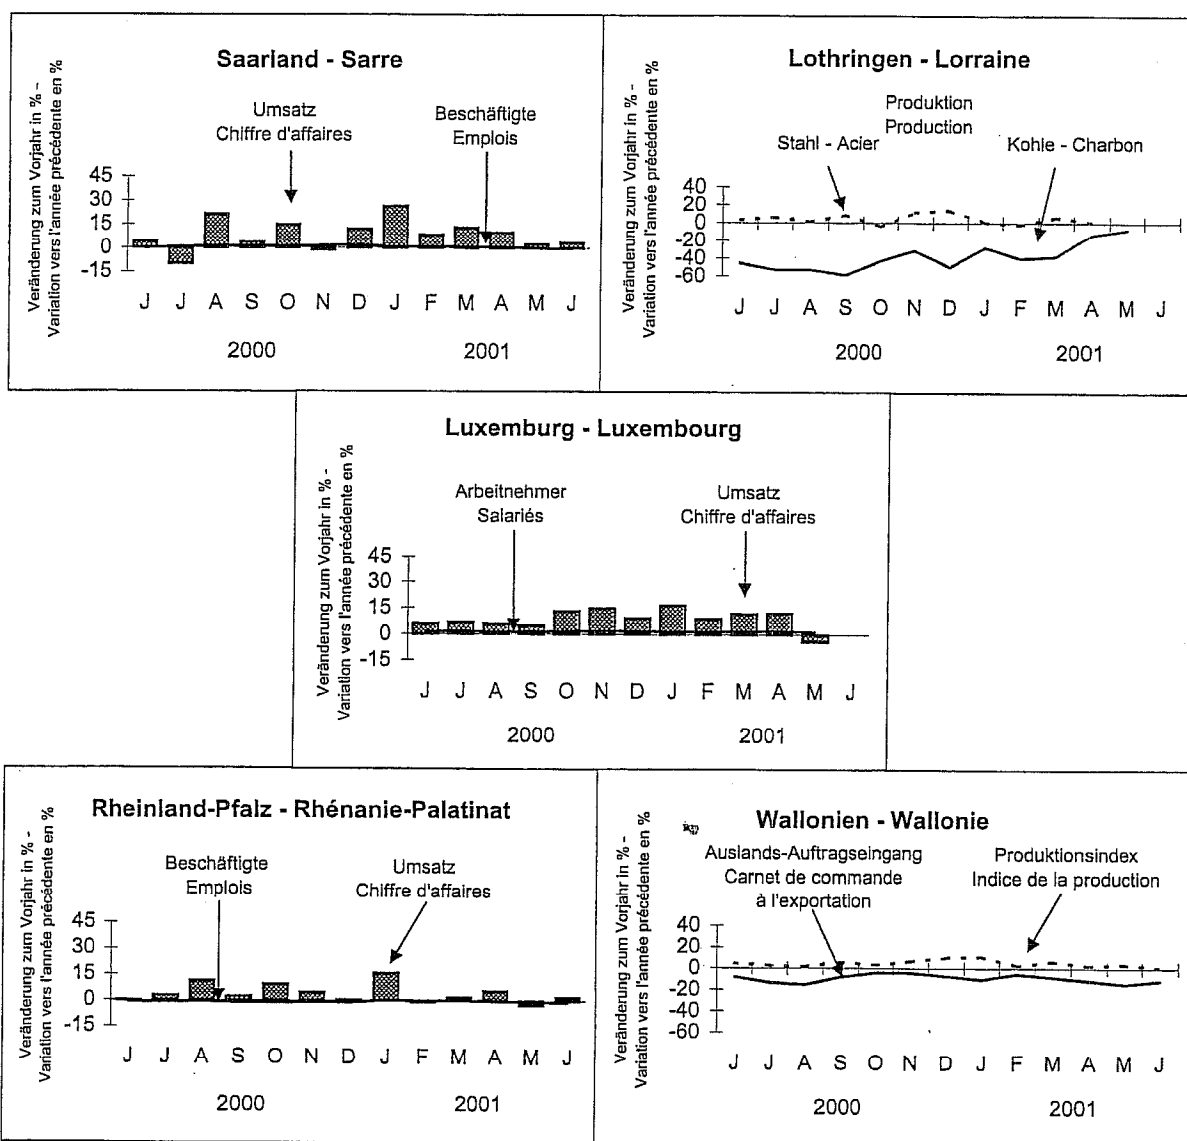 Saarland - Sarre
Veränderung zum Vorjahr in % -
Variation vers l'année précédente en %
Umsatz
Chiffre d'affaires
Beschäftigte
Emplois
45
30
15
0
-15
J J A S O N D J F M A M J
2000 2001
Lothringen - Lorraine
Veränderung zum Vorjahr in % -
Variation vers l'année précédente en %
Produktion
Production
Stahl - Acier
Kohle - Charbon
40
20
0
-20
-40
-60
J J A S O N D J F M A M J
2000 2001
Luxemburg - Luxembourg
Veränderung zum Vorjahr in % -
Variation vers l'année précédente en %
Arbeitnehmer
Salariés
Umsatz
Chiffre d'affaires
45
30
15
0
-15
J J A S O N D J F M A M J
2000 2001
Rheinland-Pfalz - Rhénanie-Palatinat
Veränderung zum Vorjahr in % -
Variation vers l'année précédente en %
Beschäftigte
Emplois
Umsatz
Chiffre d'affaires
45
30
15
0
-15
J J A S O N D J F M A M J
2000 2001
Wallonien - Wallonie
Veränderung zum Vorjahr in % -
Variation vers l'année précédente en %
Auslands-Auftragseingang
Carnet de commande
à l'exportation
Produktionsindex
Indice de la production
40
20
0
-20
-40
-60
J J A S O N D J F M A M J
2000 2001